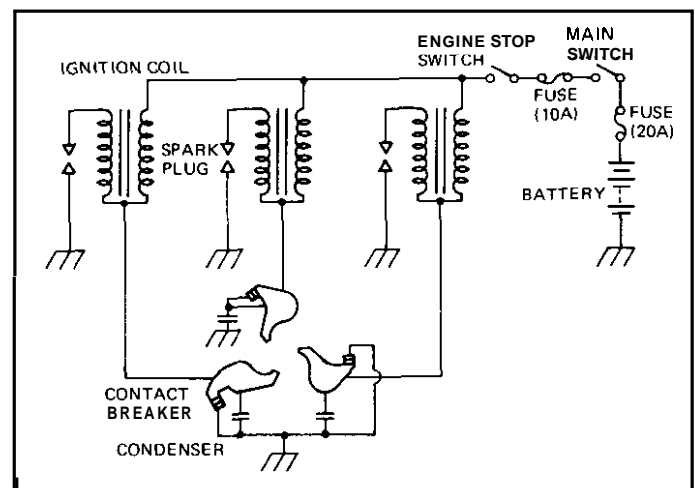 ENGINE STOP
SWITCH
MAIN
SWITCH
IGNITION COIL
FUSE
(10A)
FUSE
(20A)
SPARK
PLUG
BATTERY
CONTACT
BREAKER
CONDENSER